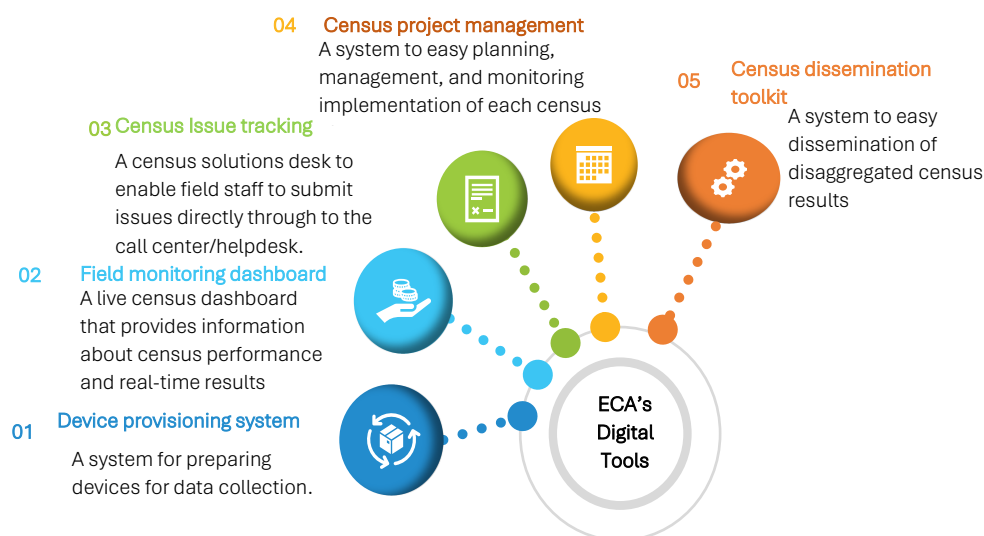 04 Census project management
A system to easy planning,
management, and monitoring
implementation of each census
05 Census dissemination
toolkit
A system to easy
dissemination of
disaggregated census
results
03 Census Issue tracking
A census solutions desk to
enable field staff to submit
issues directly through to the
call center/helpdesk.
02 Field monitoring dashboard
A live census dashboard
that provides information
about census performance
and real-time results
01 Device provisioning system
A system for preparing
devices for data collection.
ECA’s
Digital
Tools